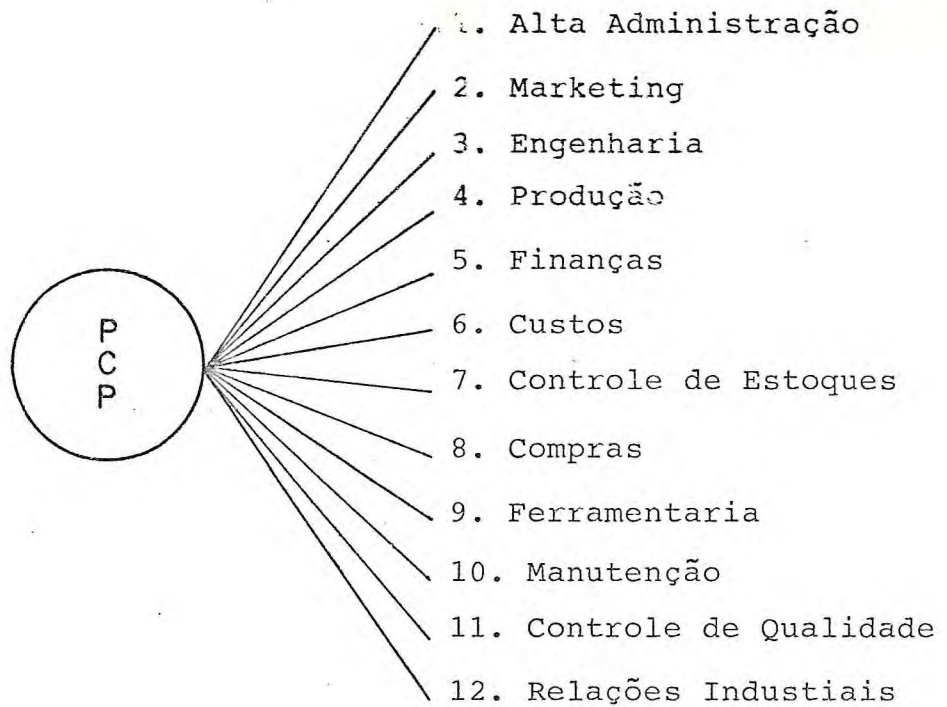 1. Alta Administração
2. Marketing
3. Engenharia
4. Produção
5. Finanças
P
C
P
6. Custos
7. Controle de Estoques
8. Compras
9. Ferramentaria
10. Manutenção
11. Controle de Qualidade
12. Relações Industiais